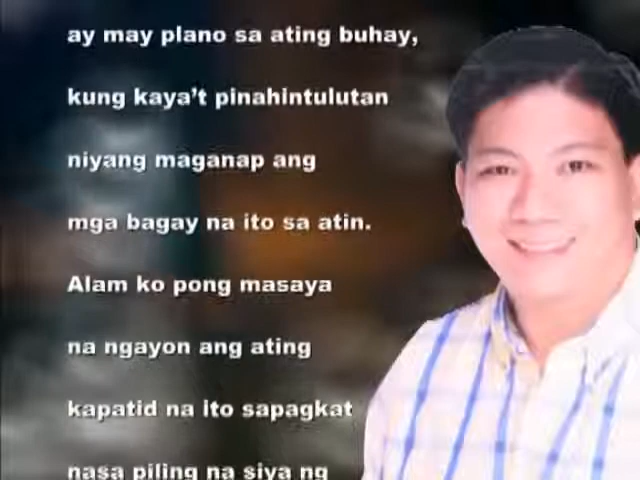 ay may plano sa ating buhay,
kung kaya't pinahintulutan
niyang maganap ang
mga bagay na ito sa atin.
Alam ko pong masaya
na ngayon ang ating
kapatid na ito sapagkat
nasa piling na siya ng